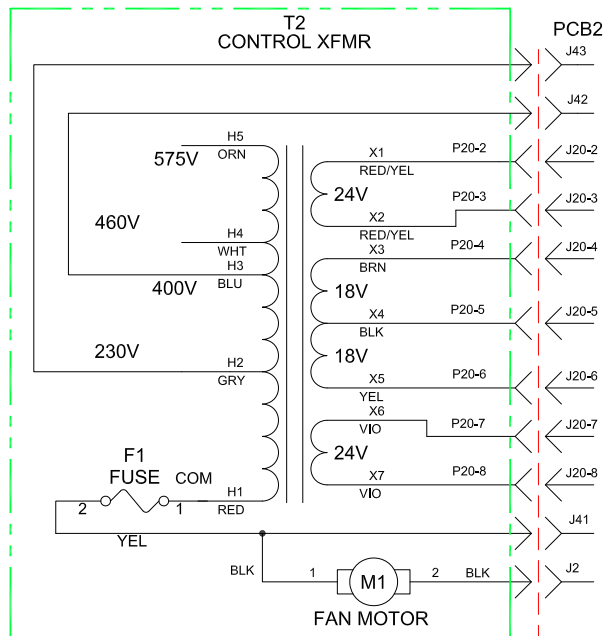 T2
CONTROL XFMR
PCB2
J43
J42
H5
ORN
575V
X1
RED/YEL
P20-2
J20-2
24V
P20-3
J20-3
X2
RED/YEL
460V
H4
WHT
X3
BRN
P20-4
J20-4
H3
BLU
400V
18V
X4
BLK
P20-5
J20-5
230V
H2
GRY
18V
X5
YEL
P20-6
J20-6
X6
VIO
P20-7
J20-7
24V
F1
FUSE
COM
2
1
H1
RED
X7
VIO
P20-8
J20-8
YEL
J41
BLK
1
M1
2
BLK
J2
FAN MOTOR